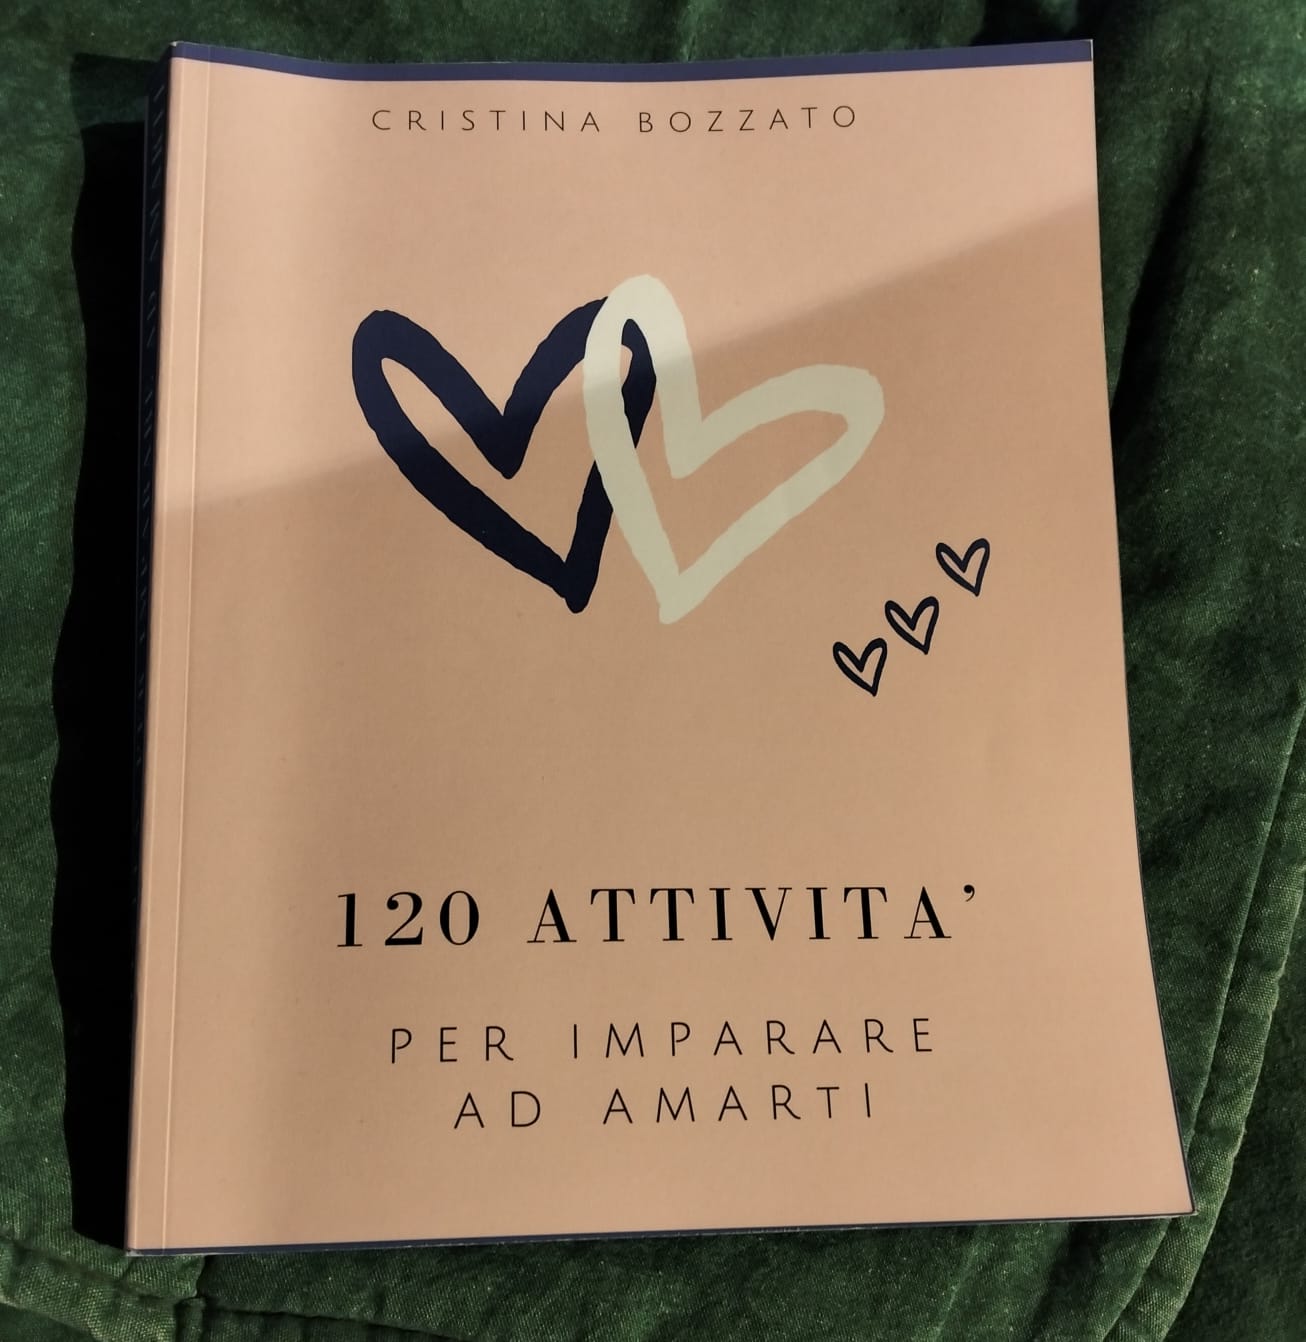 CRISTINA BOZZATO
120 ATTIVITA’
PER IMPARARE
AD AMARTI